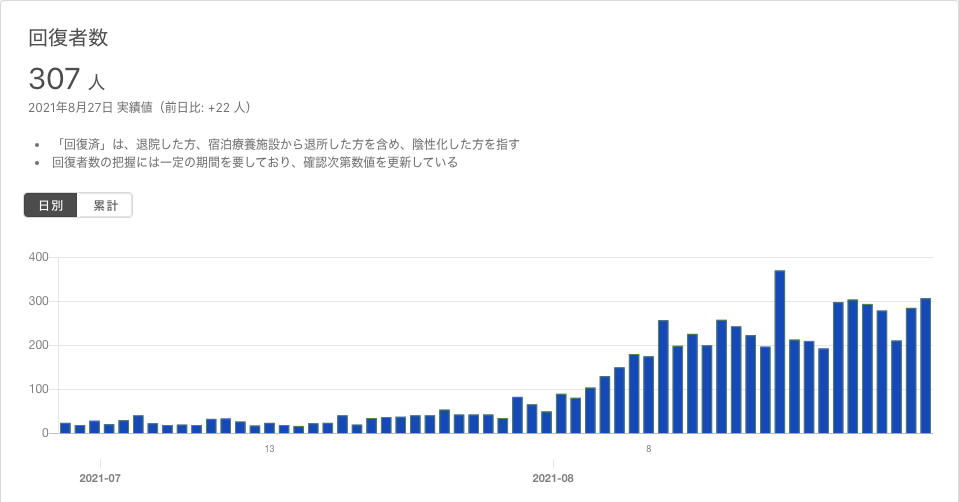 回復者数
307 人
2021年8月27日 実績値（前日比: +22 人）
「回復済」は、退院した方、宿泊療養施設から退所した方を含め、陰性化した方を指す
回復者数の把握には一定の期間を要しており、確認次第数値を更新している
日別 累計
400
300
200
100
0
13 8
2021-07 2021-08